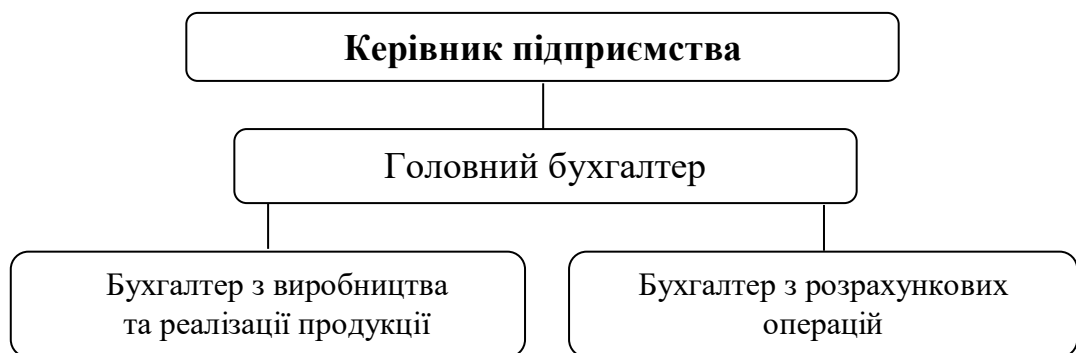 Керівник підприємства
Головний бухгалтер
Бухгалтер з виробництва
та реалізації продукції
Бухгалтер з розрахункових
операцій